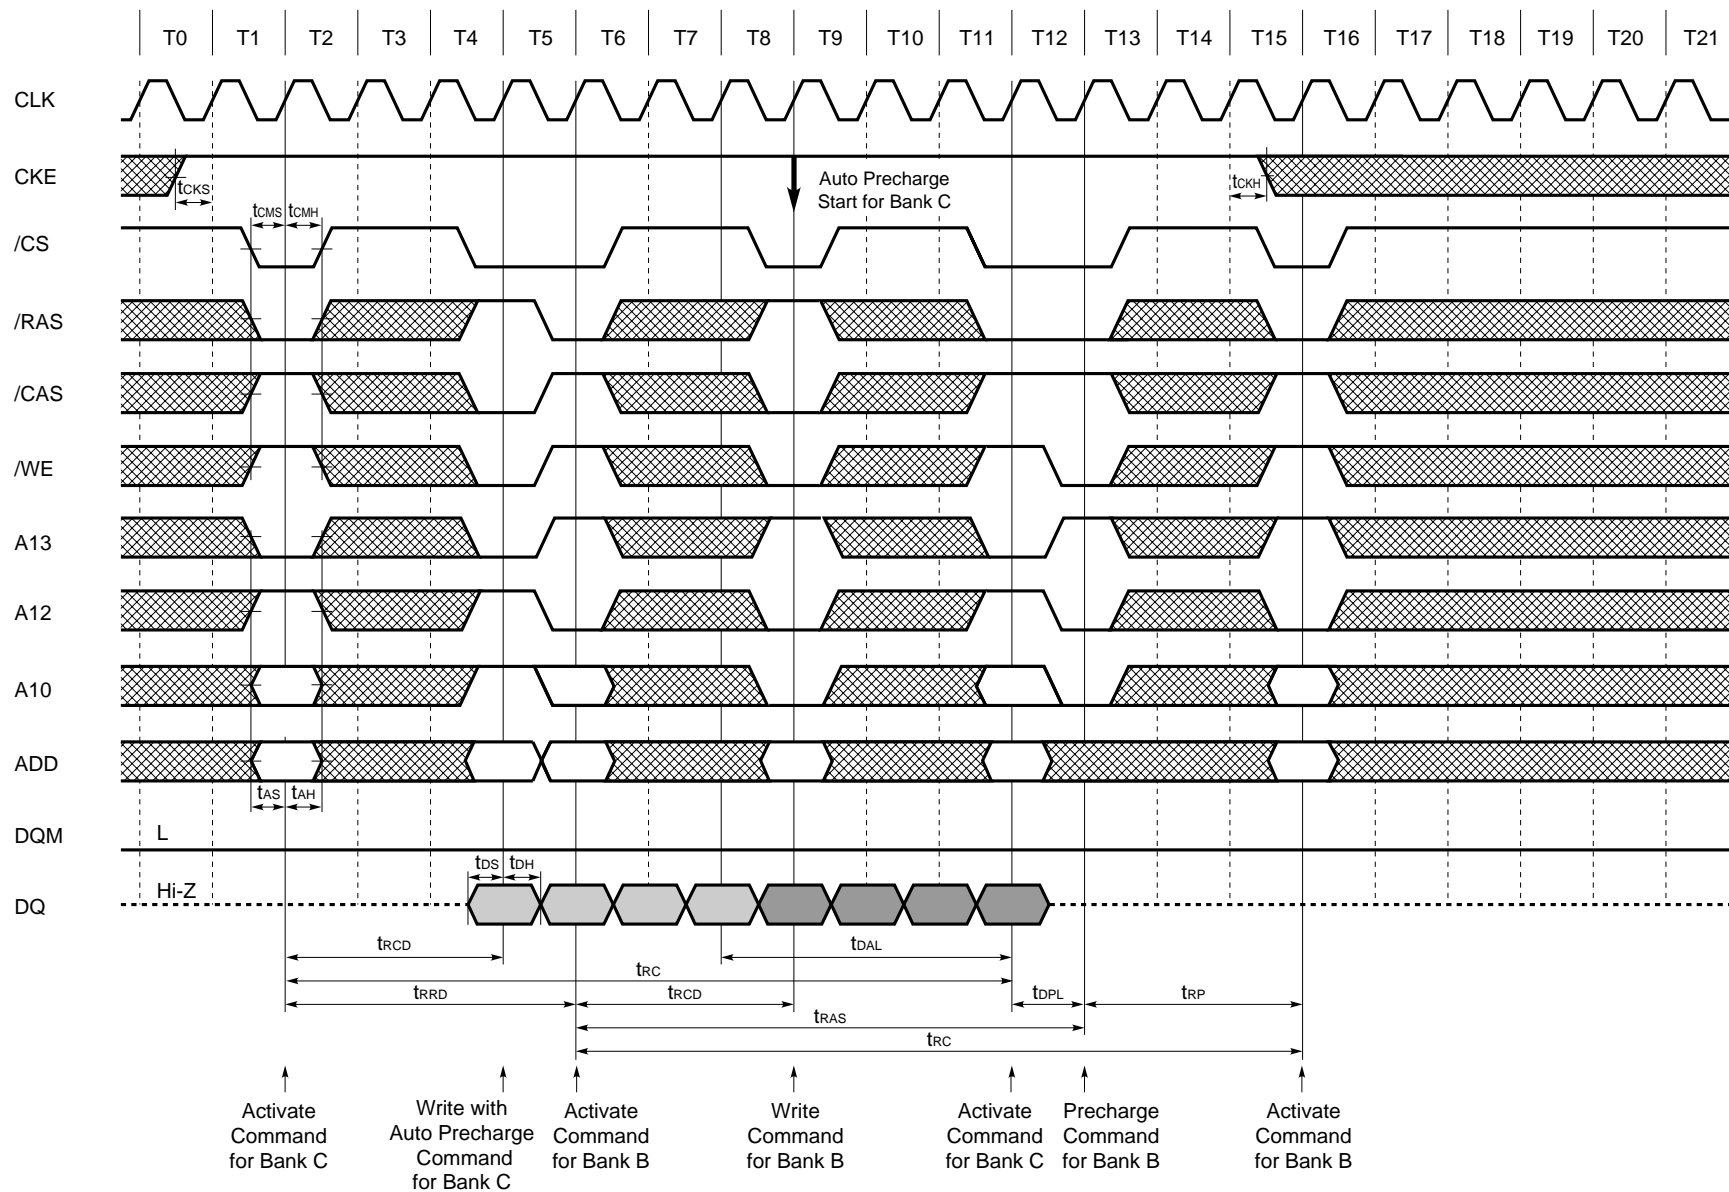 T0 T1 T2 T3 T4 T5 T6 T7 T8 T9 T10 T11 T12 T13 T14 T15 T16 T17 T18 T19 T20 T21
CLK
CKE
tCKS
Auto Precharge
Start for Bank C
tCKH
tCMS tCMH
/CS
/RAS
/CAS
/WE
A13
A12
A10
ADD
tAS tAH
DQM
L
tDS tDH
Hi-Z
DQ
tRCD tDAL
tRC
tRRD tRCD tDPL tRP
tRAS
tRC
Activate
Command
for Bank C
Write with
Auto Precharge
Command
for Bank C
Activate
Command
for Bank B
Write
Command
for Bank B
Activate
Command
for Bank C
Precharge
Command
for Bank B
Activate
Command
for Bank B